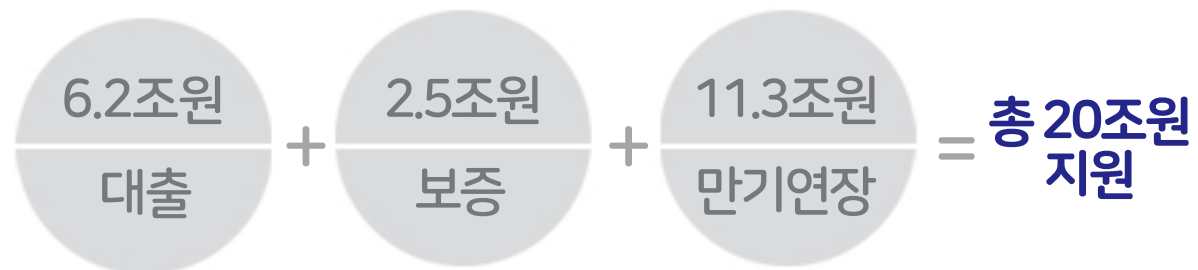 6.2조원
대출
+
2.5조원
보증
+
11.3조원
만기연장
=
총 20조원
지원